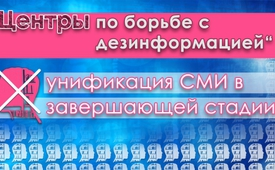 Центры по борьбе с
дезинформацией“
унификация СМИ в
завершающей стадии